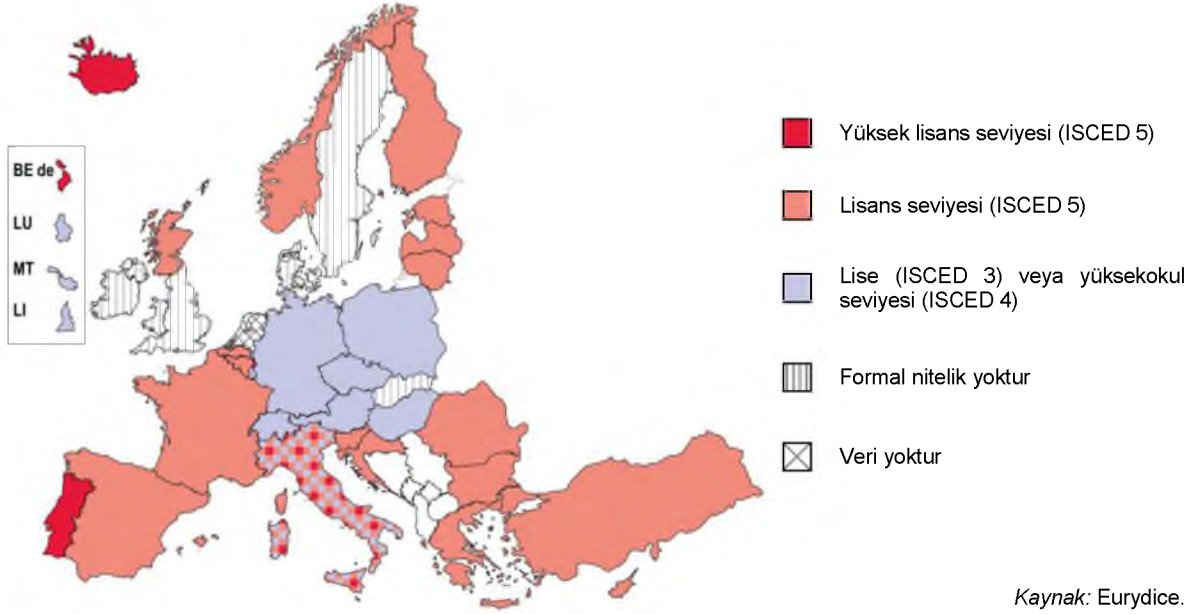 BE de
LU
MT
LI
Yüksek lisans seviyesi (ISCED 5)
Lisans seviyesi (ISCED 5)
Lise (ISCED 3) veya yüksekokul
seviyesi (ISCED 4)
Formal nitelik yoktur
Veri yoktur
Kaynak: Eurydice.